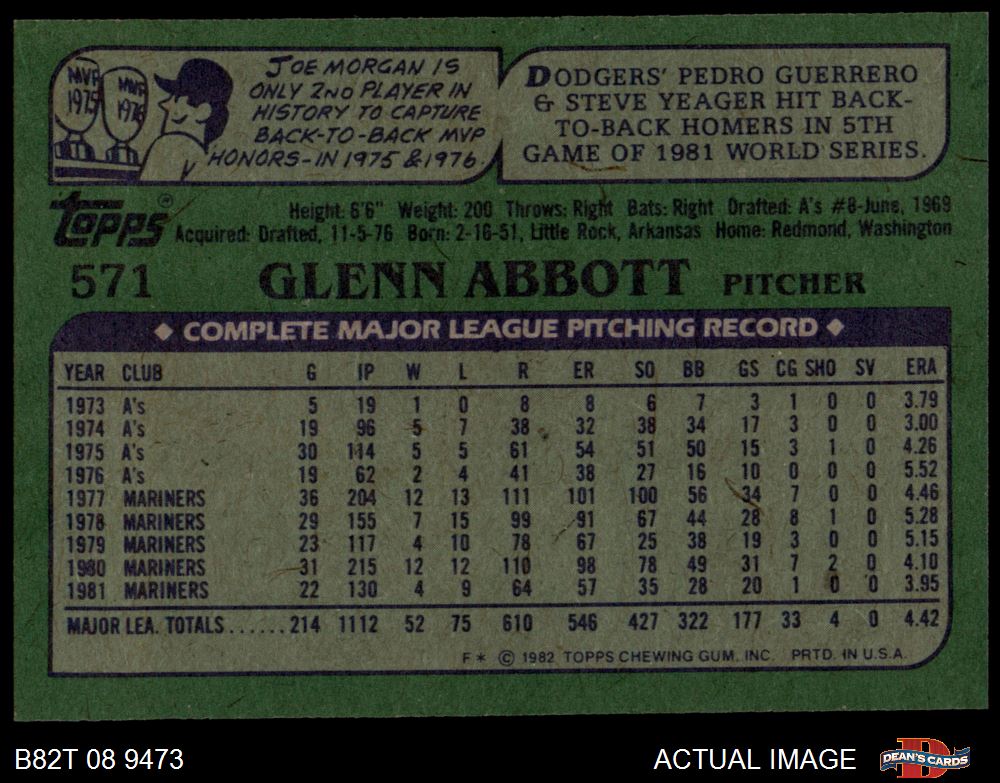 MVP
1975
MVP
1976
JOE MORGAN IS
ONLY 2ND PLAYER IN
HISTORY TO CAPTURE
BACK-TO-BACK MVP
HONORS-IN 1975 & 1976.
DODGERS' PEDRO GUERRERO
& STEVE YEAGER HIT BACK-
TO-BACK HOMERS IN 5TH
GAME OF 1981 WORLD SERIES.
Topps®
Height: 6'6" Weight: 200 Throws: Right Bats: Right Drafted: A's #8-June, 1969
Acquired: Drafted, 11-5-76 Born: 2-16-51, Little Rock, Arkansas Home: Redmond, Washington
571 GLENN ABBOTT PITCHER
◆ COMPLETE MAJOR LEAGUE PITCHING RECORD ◆
YEAR CLUB G IP W L R ER SO BB GS CG SHO SV ERA
1973 A's 5 19 1 0 8 8 6 7 3 1 0 0 3.79
1974 A's 19 96 5 7 38 32 38 34 17 3 0 0 3.00
1975 A's 30 114 5 5 61 54 51 50 15 3 1 0 4.26
1976 A's 19 62 2 4 41 38 27 16 10 0 0 0 5.52
1977 MARINERS 36 204 12 13 111 101 100 56 34 7 0 0 4.46
1978 MARINERS 29 155 7 15 99 91 67 44 28 8 1 0 5.28
1979 MARINERS 23 117 4 10 78 67 25 38 19 3 0 0 5.15
1980 MARINERS 31 215 12 12 110 98 78 49 31 7 2 0 4.10
1981 MARINERS 22 130 4 9 64 57 35 28 20 1 0 0 3.95
MAJOR LEA. TOTALS......214 1112 52 75 610 546 427 322 177 33 4 0 4.42
F* © 1982 TOPPS CHEWING GUM, INC. PRTD. IN U.S.A.
B82T 08 9473
ACTUAL IMAGE
D
DEAN'S CARDS